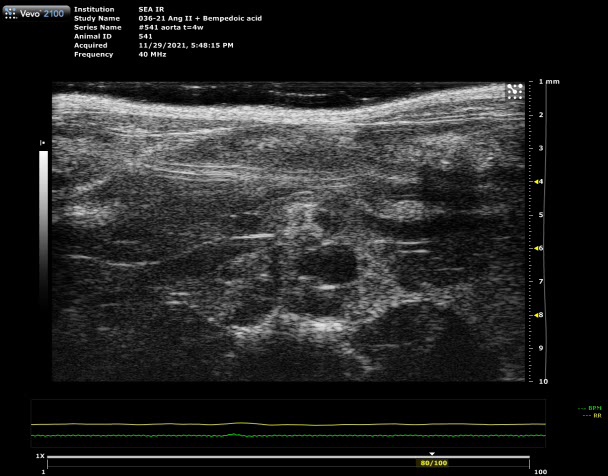 Vevo 2100
Institution SEA IR
Study Name 036-21 Ang II + Bempedoic acid
Series Name #541 aorta t=4w
Animal ID 541
Acquired 11/29/2021, 5:48:15 PM
Frequency 40 MHz
1 mm
2
3
4
5
6
7
8
9
10
BPM
RR
1X
80/100
1
100